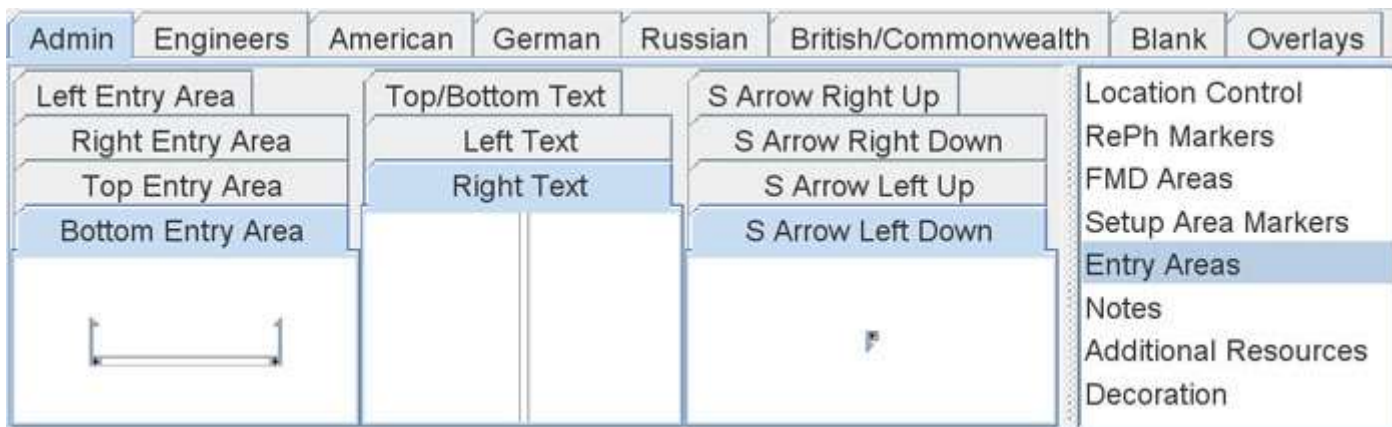 Admin Engineers American German Russian British/Commonwealth Blank Overlays
Left Entry Area
Right Entry Area
Top Entry Area
Bottom Entry Area
Top/Bottom Text
Left Text
Right Text
S Arrow Right Up
S Arrow Right Down
S Arrow Left Up
S Arrow Left Down
Location Control
RePh Markers
FMD Areas
Setup Area Markers
Entry Areas
Notes
Additional Resources
Decoration